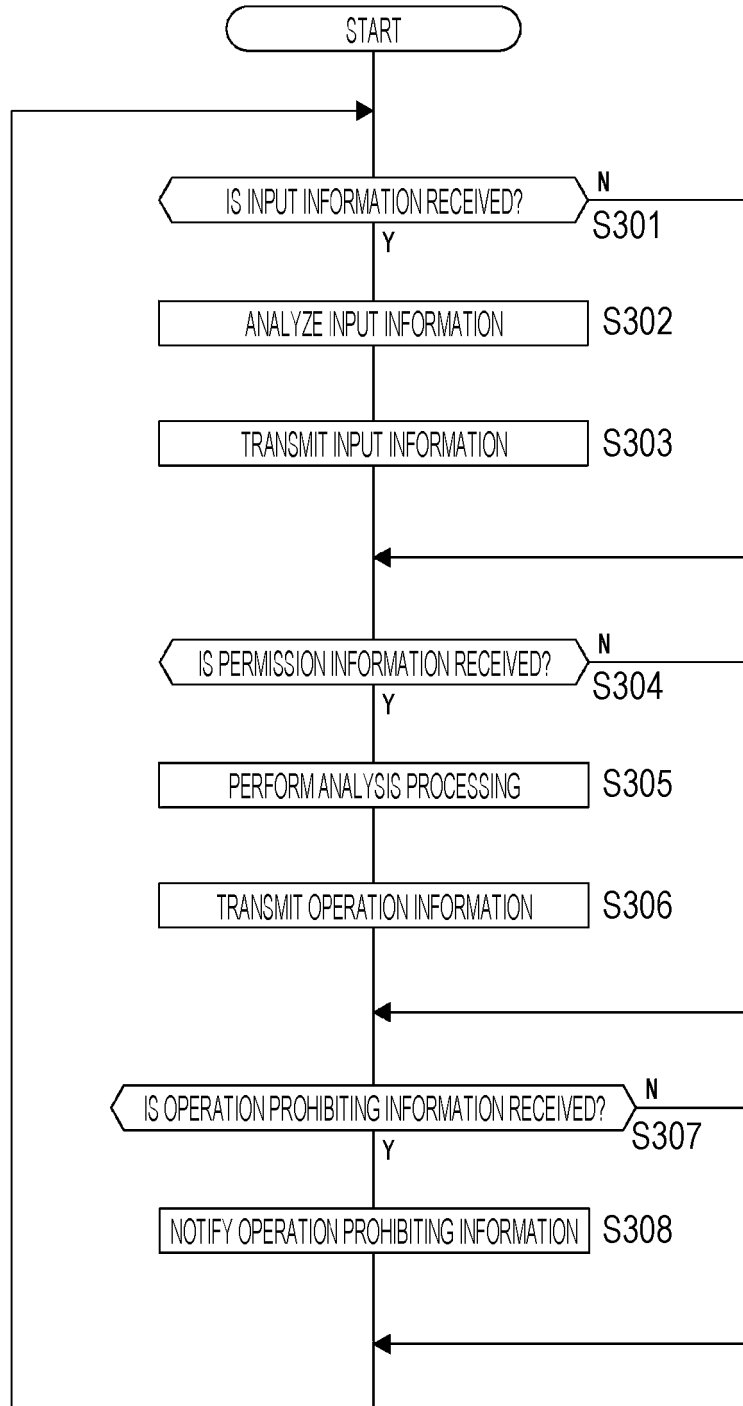 START
IS INPUT INFORMATION RECEIVED?
N
S301
Y
ANALYZE INPUT INFORMATION
S302
TRANSMIT INPUT INFORMATION
S303
IS PERMISSION INFORMATION RECEIVED?
N
S304
Y
PERFORM ANALYSIS PROCESSING
S305
TRANSMIT OPERATION INFORMATION
S306
IS OPERATION PROHIBITING INFORMATION RECEIVED?
N
S307
Y
NOTIFY OPERATION PROHIBITING INFORMATION
S308